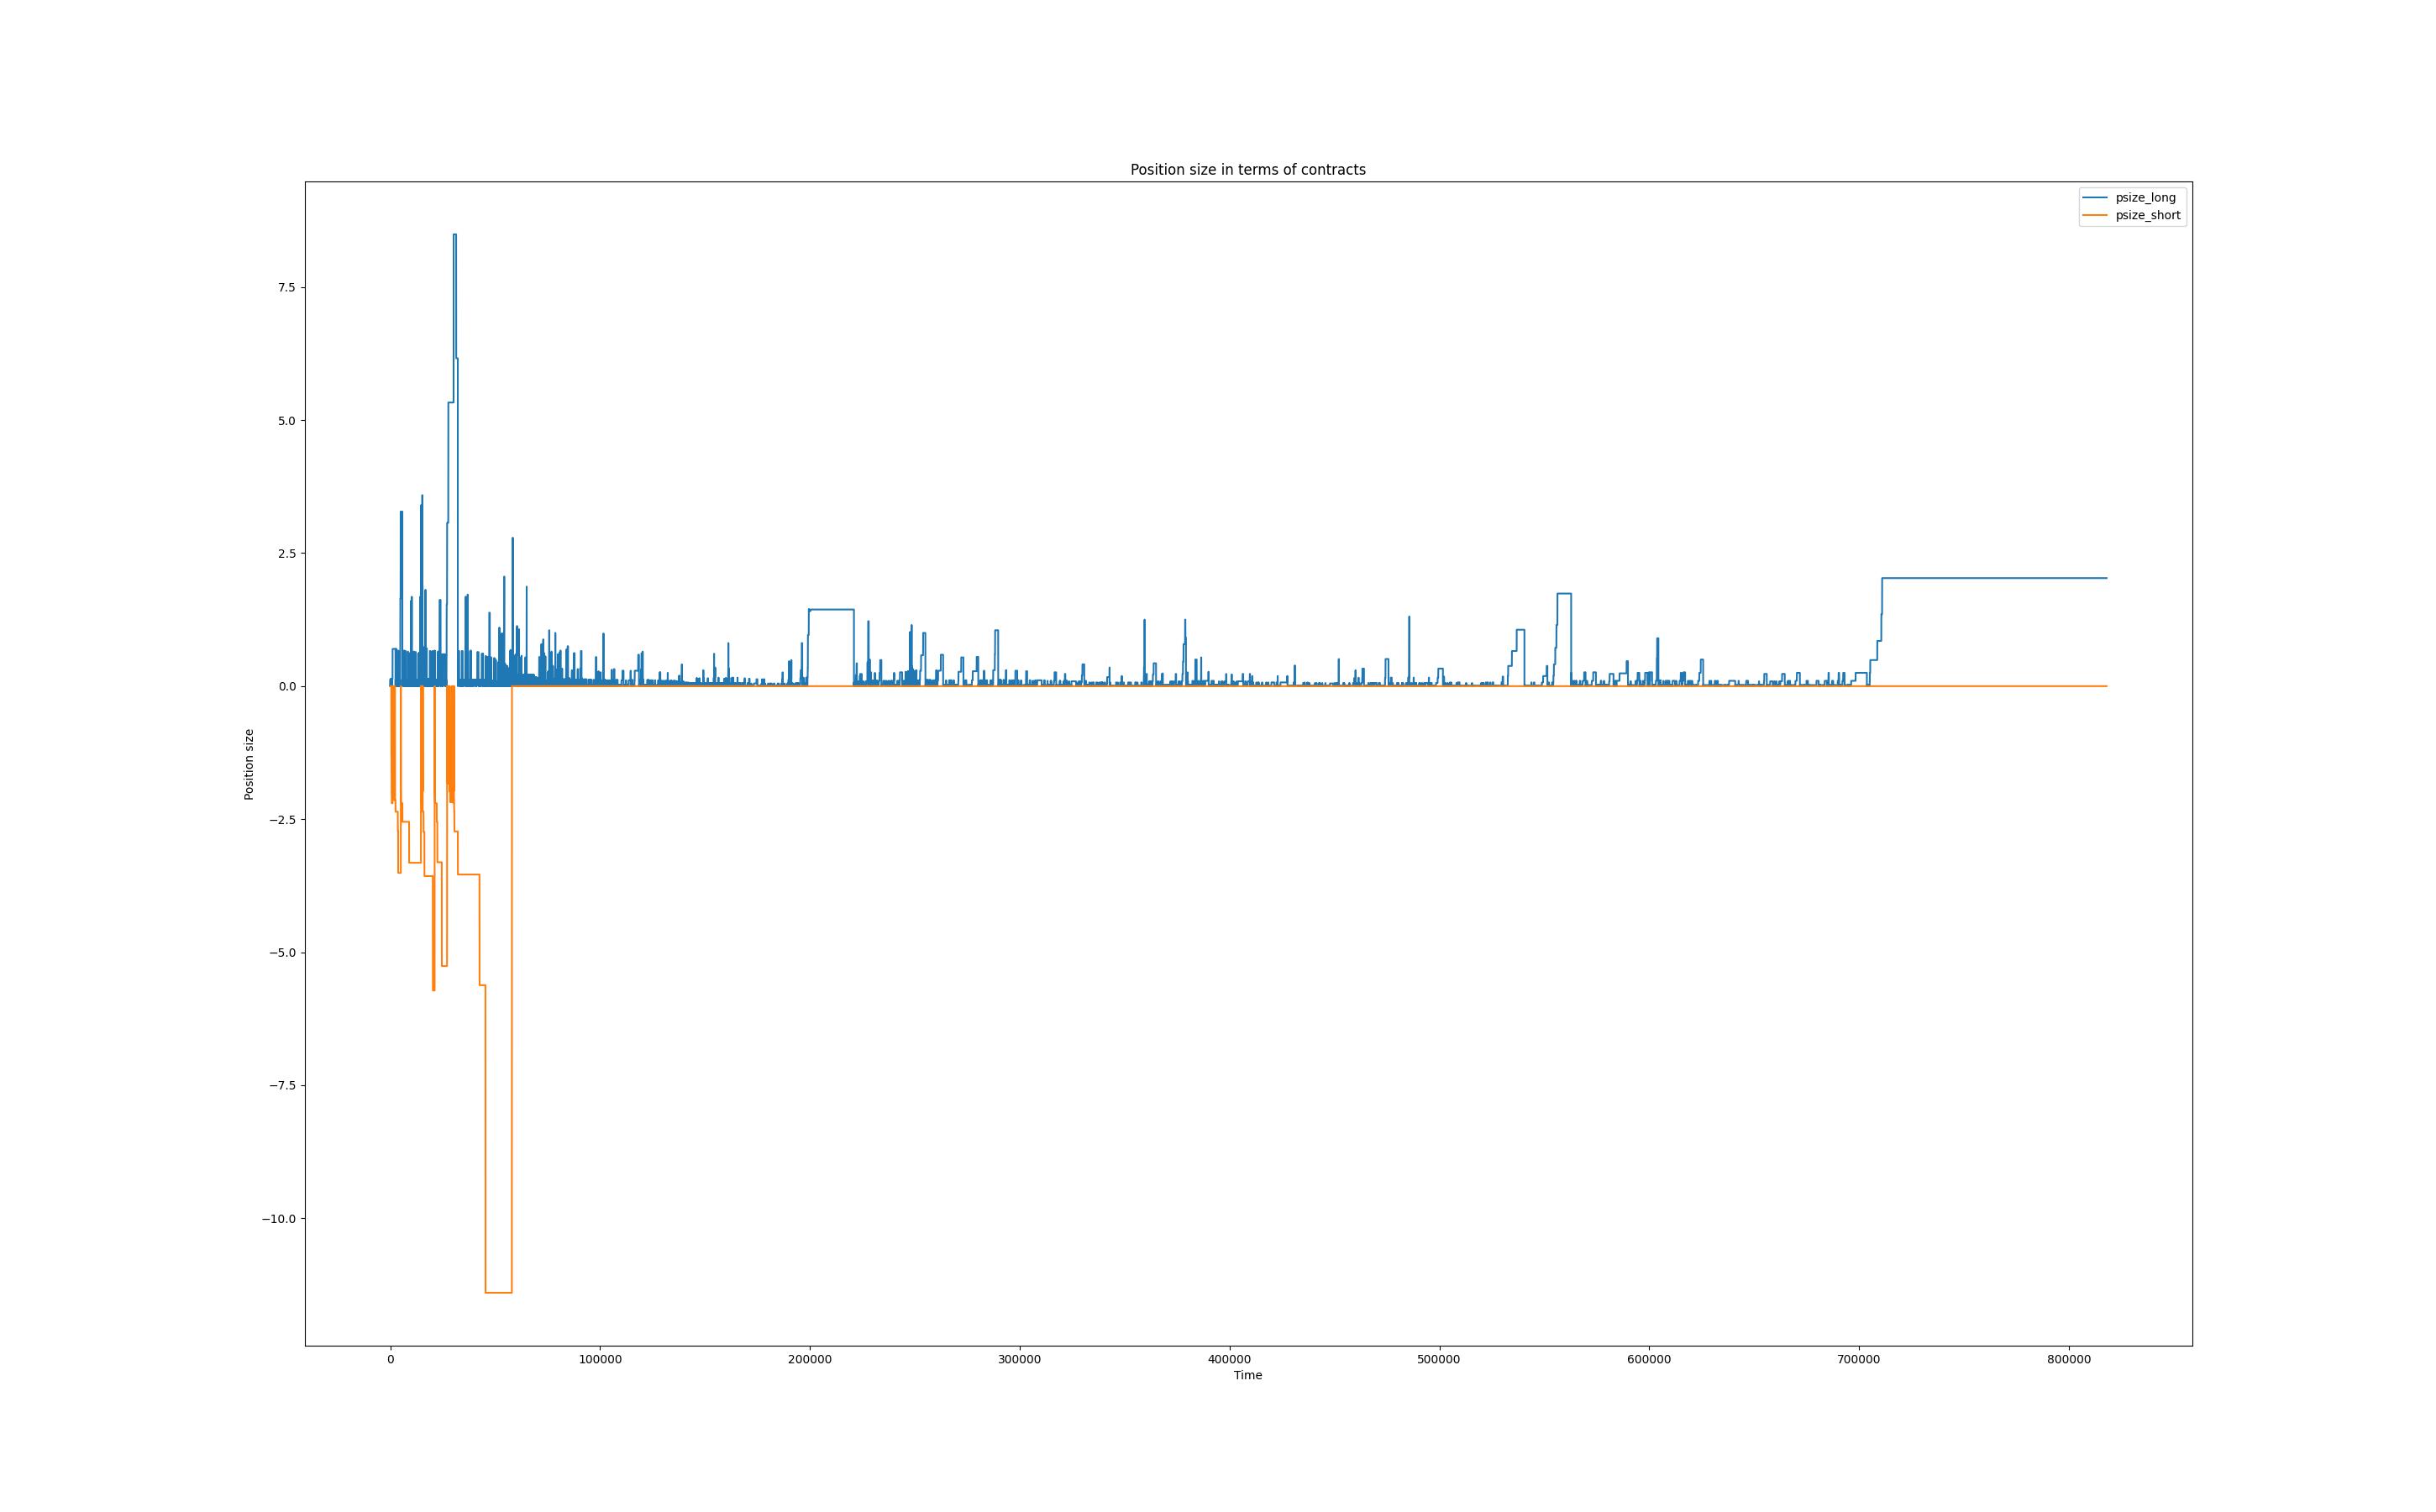 Position size in terms of contracts
psize_long
psize_short
7.5
5.0
2.5
0.0
−2.5
−5.0
−7.5
−10.0
Position size
0 100000 200000 300000 400000 500000 600000 700000 800000
Time